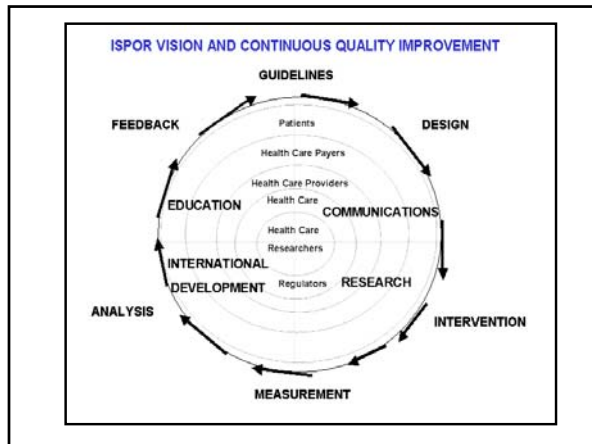 ISPOR VISION AND CONTINUOUS QUALITY IMPROVEMENT
GUIDELINES
FEEDBACK
DESIGN
Patients
Health Care Payers
Health Care Providers
Health Care
EDUCATION
COMMUNICATIONS
Health Care
Researchers
INTERNATIONAL
DEVELOPMENT
Regulators
RESEARCH
ANALYSIS
INTERVENTION
MEASUREMENT